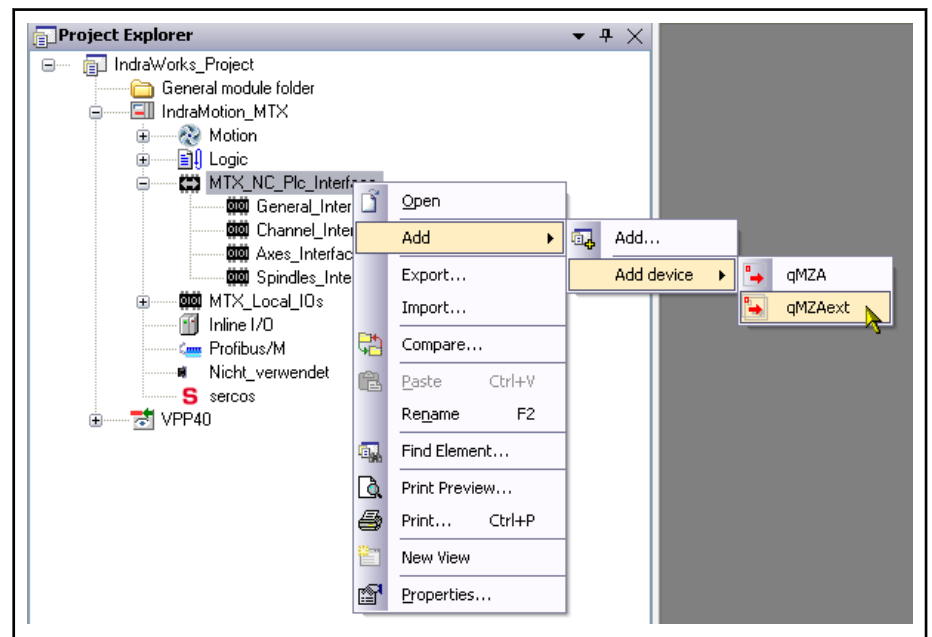 Project Explorer
IndraWorks_Project
General module folder
IndraMotion_MTX
Motion
Logic
MTX_NC_Plc_Interface
General_Inter
Channel_Inter
Axes_Interfac
Spindles_Inte
MTX_Local_IOs
Inline I/O
Profibus/M
Nicht_verwendet
S sercos
VPP40
Open
Add
Export...
Import...
Compare...
Paste Ctrl+V
Rename F2
Find Element...
Print Preview...
Print... Ctrl+P
New View
Properties...
Add...
Add device
qMZA
qMZAext